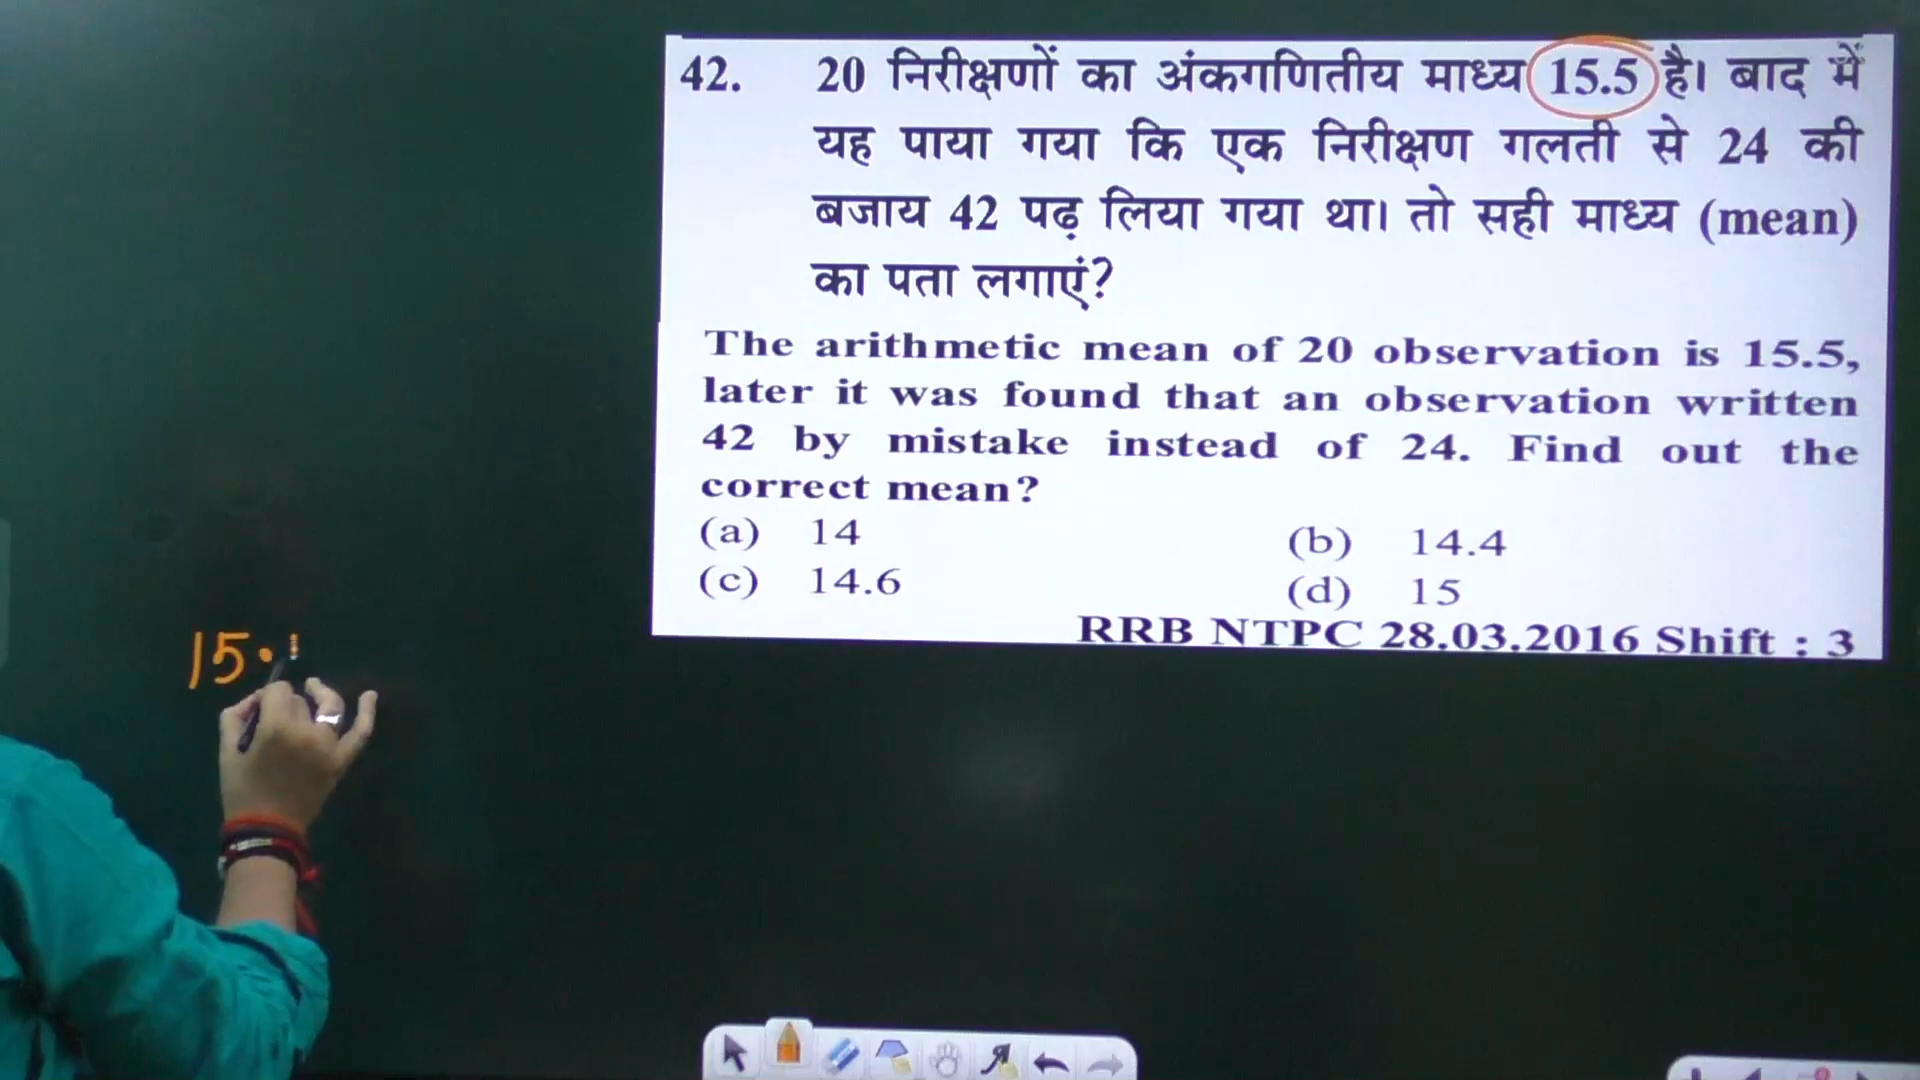 42. 20 निरीक्षणों का अंकगणितीय माध्य 15.5 है। बाद में
यह पाया गया कि एक निरीक्षण गलती से 24 की
बजाय 42 पढ़ लिया गया था। तो सही माध्य (mean)
का पता लगाएं?
The arithmetic mean of 20 observation is 15.5,
later it was found that an observation written
42 by mistake instead of 24. Find out the
correct mean?
(a) 14 (b) 14.4
(c) 14.6 (d) 15
RRB NTPC 28.03.2016 Shift : 3
15.